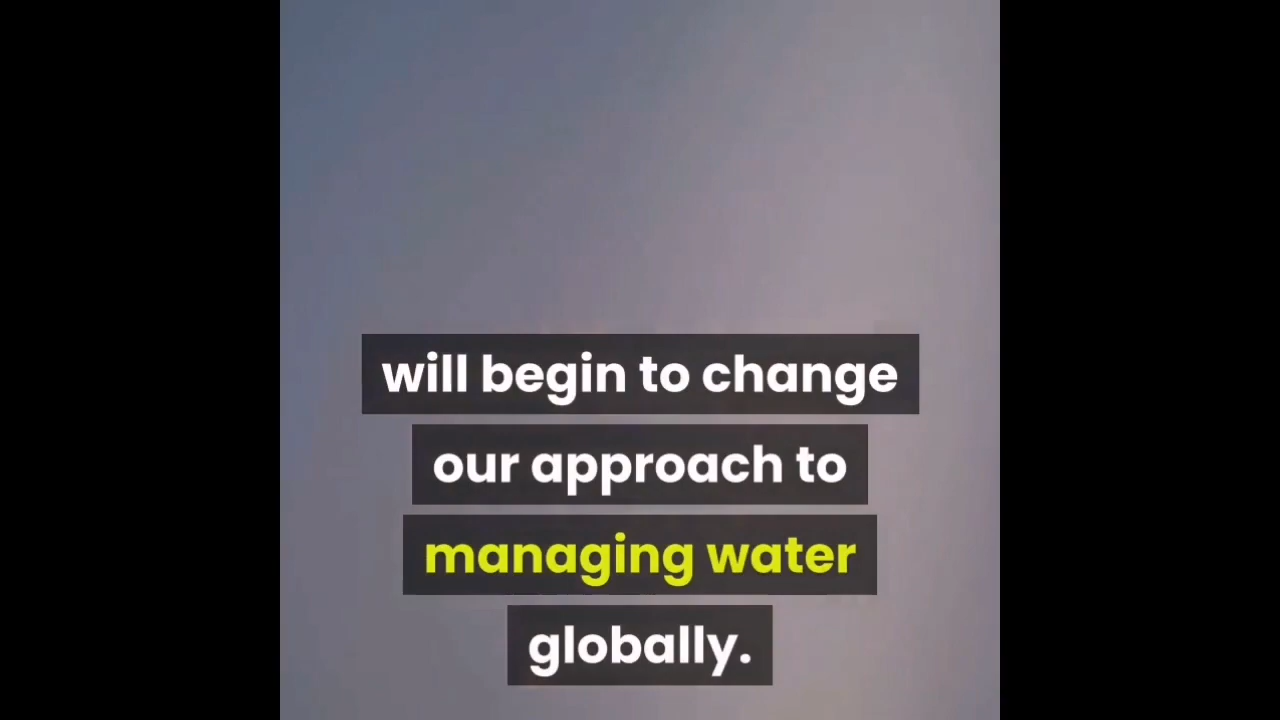 will begin to change
our approach to
managing water
globally.